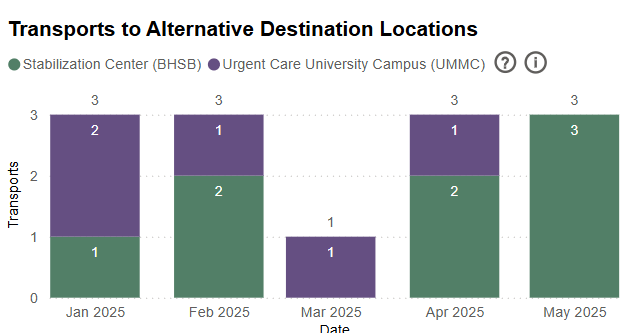 Transports to Alternative Destination Locations
Stabilization Center (BHSB) Urgent Care University Campus (UMMC) ? i
3 3 3 3
3 2 1 1 3
2 2 2
Transports
1
1 1 1
0
Jan 2025 Feb 2025 Mar 2025 Apr 2025 May 2025
Date